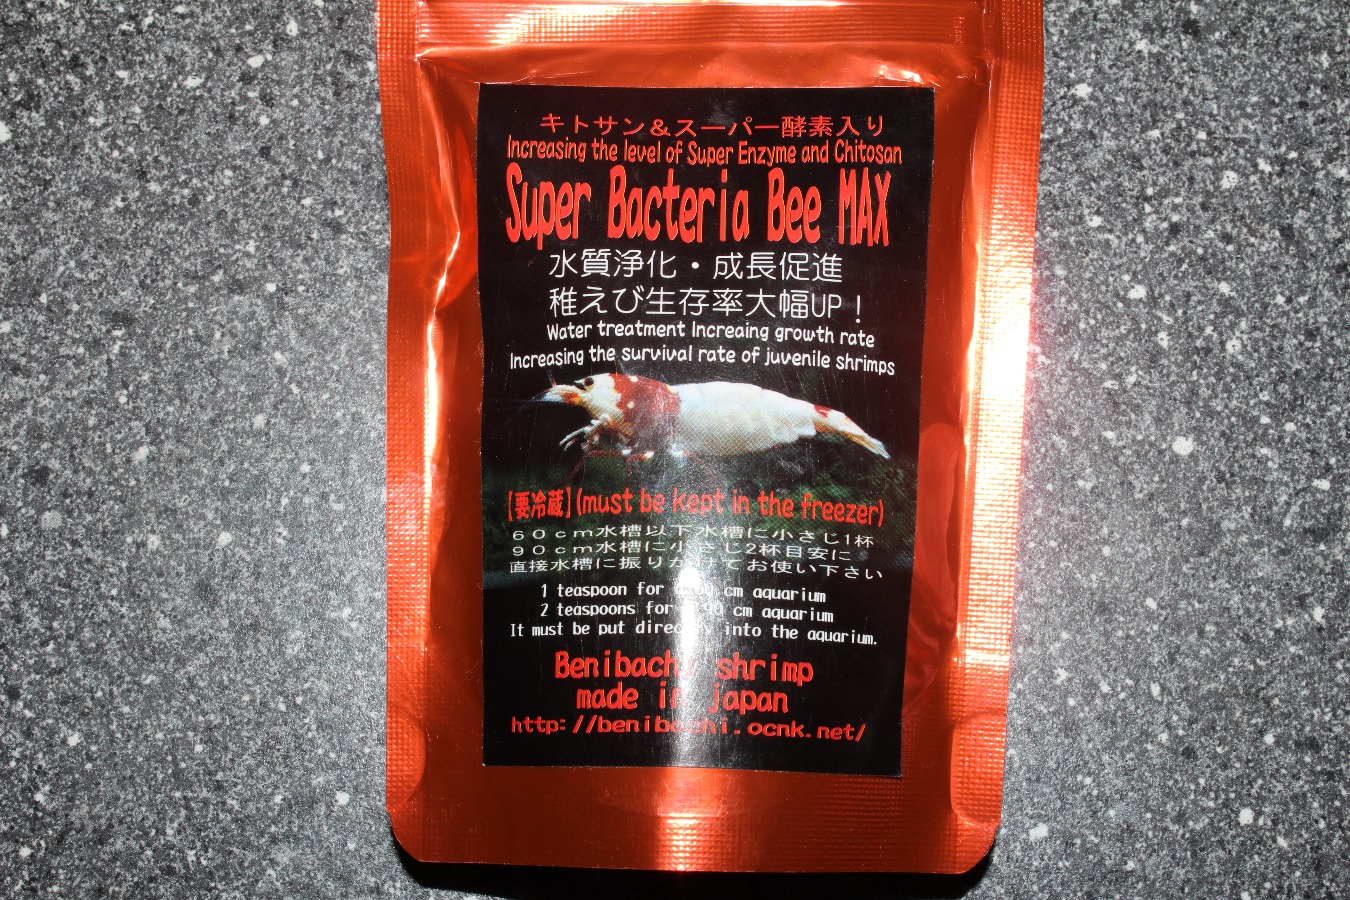 キトサン＆スーパー酵素入り
Increasing the level of Super Enzyme and Chitosan
Super Bacteria Bee MAX
水質浄化・成長促進
稚えび生存率大幅UP！
Water treatment Increaing growth rate
Increasing the survival rate of juvenile shrimps
【要冷蔵】(must be kept in the freezer)
６０ｃｍ水槽以下水槽に小さじ1杯
９０ｃｍ水槽に小さじ2杯目安に
直接水槽に振りかけてお使い下さい
1 teaspoon for cm aquarium
2 teaspoons for 90 cm aquarium
It must be put directly into the aquarium.
Benibachi shrimp
made in japan
http://benibachi.ocnk.net/